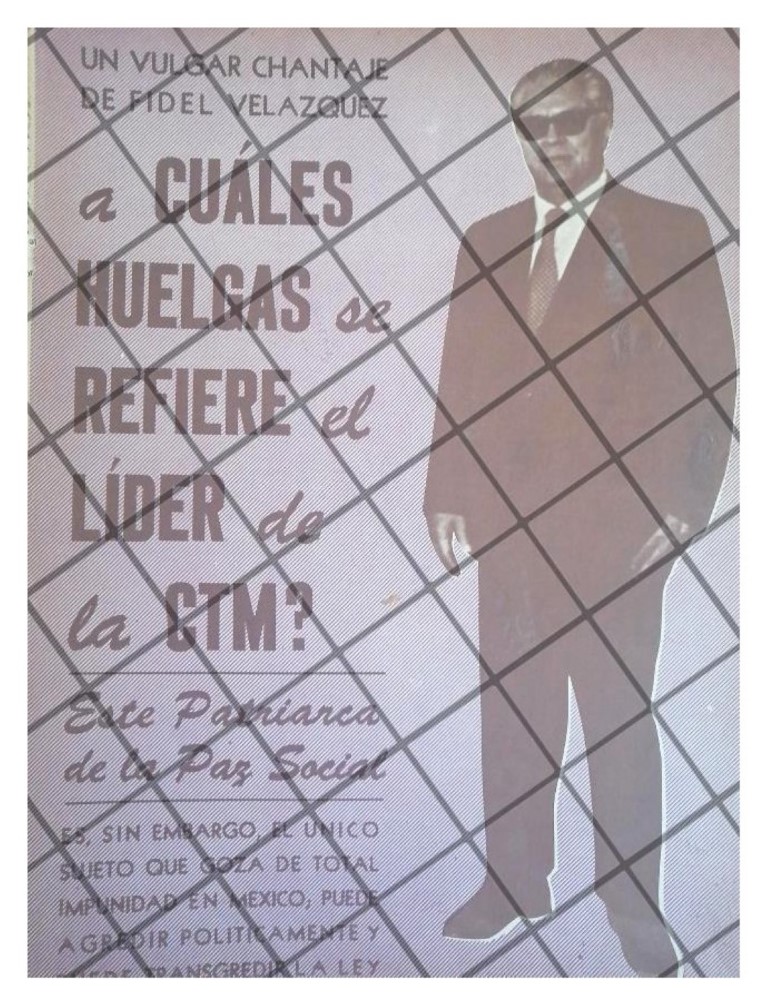 UN VULGAR CHANTAJE
DE FIDEL VELAZQUEZ
a CUÁLES
HUELGAS se
REFIERE el
LÍDER de
la CTM?
Este Patriarca
de la Paz Social
ES, SIN EMBARGO, EL UNICO
SUJETO QUE GOZA DE TOTAL
IMPUNIDAD EN MEXICO; PUEDE
AGREDIR POLITICAMENTE Y
PUEDE TRANSGREDIR LA LEY